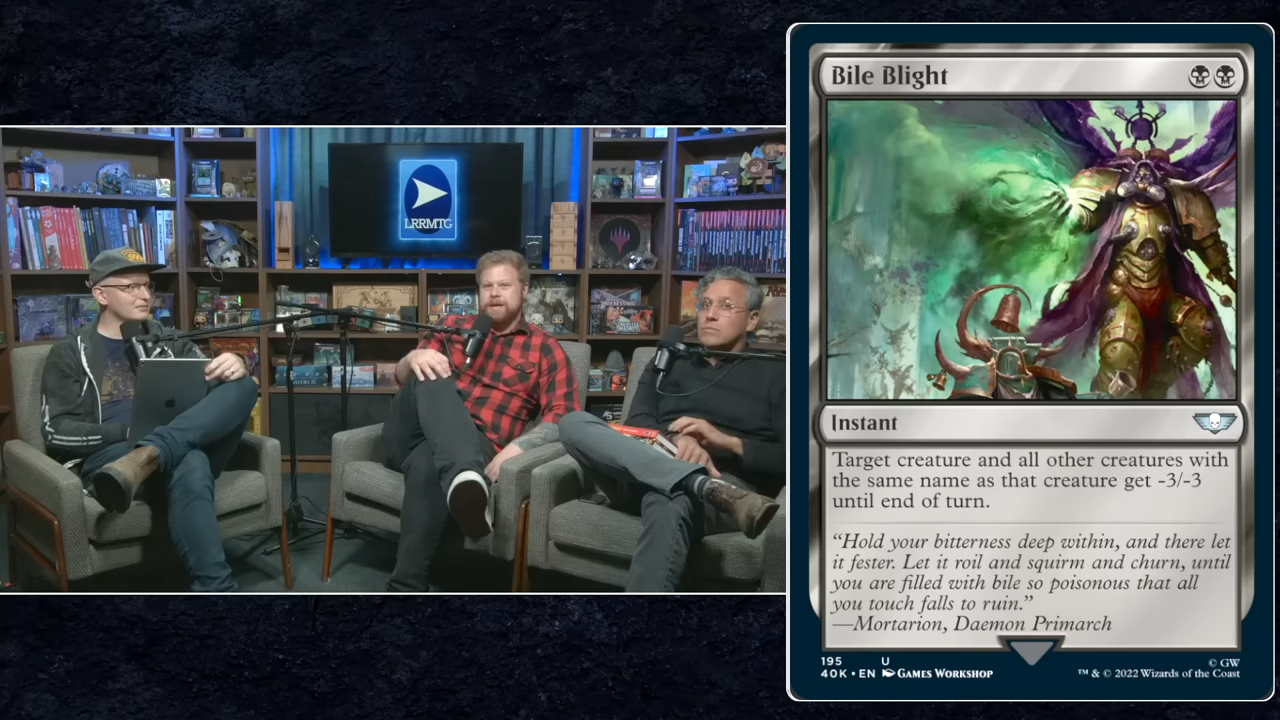 LRRMTG
Bile Blight
Instant
Target creature and all other creatures with
the same name as that creature get -3/-3
until end of turn.
“Hold your bitterness deep within, and there let
it fester. Let it roil and squirm and churn, until
you are filled with bile so poisonous that all
you touch falls to ruin.”
—Mortarion, Daemon Primarch
195 U
40K • EN GAMES WORKSHOP
© GW
™ & © 2022 Wizards of the Coast